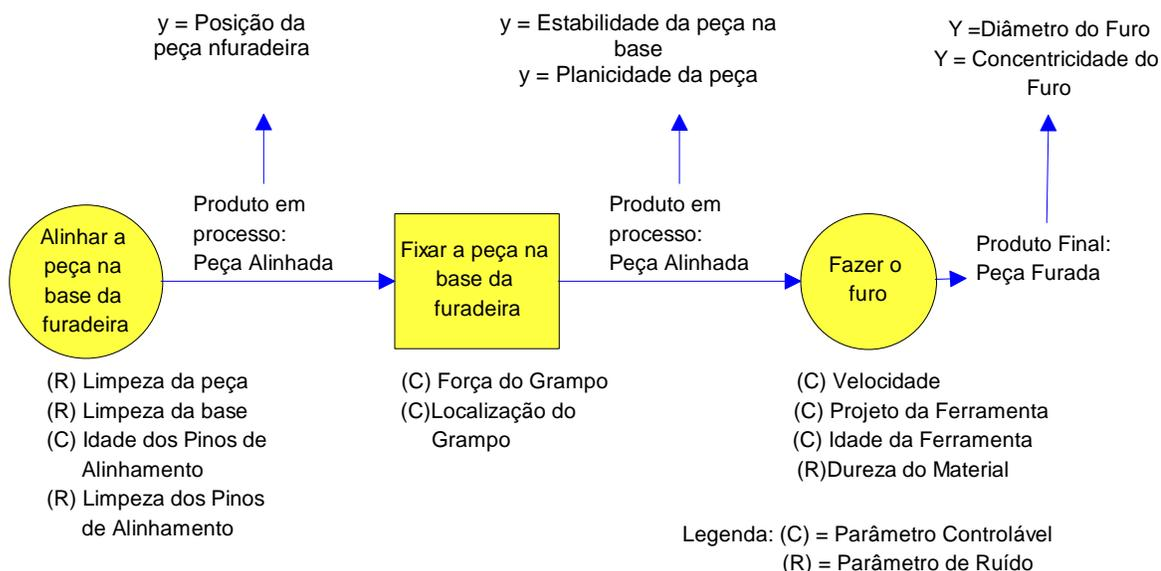 y = Posição da
peça nfuradeira
y = Estabilidade da peça na
base
y = Planicidade da peça
Y =Diâmetro do Furo
Y = Concentricidade do
Furo
Alinhar a
peça na
base da
furadeira
Produto em
processo:
Peça Alinhada
Fixar a peça na
base da
furadeira
Produto em
processo:
Peça Alinhada
Fazer o
furo
Produto Final:
Peça Furada
(R) Limpeza da peça
(R) Limpeza da base
(C) Idade dos Pinos de
Alinhamento
(R) Limpeza dos Pinos
de Alinhamento
(C) Força do Grampo
(C)Localização do
Grampo
(C) Velocidade
(C) Projeto da Ferramenta
(C) Idade da Ferramenta
(R)Dureza do Material
Legenda: (C) = Parâmetro Controlável
(R) = Parâmetro de Ruído